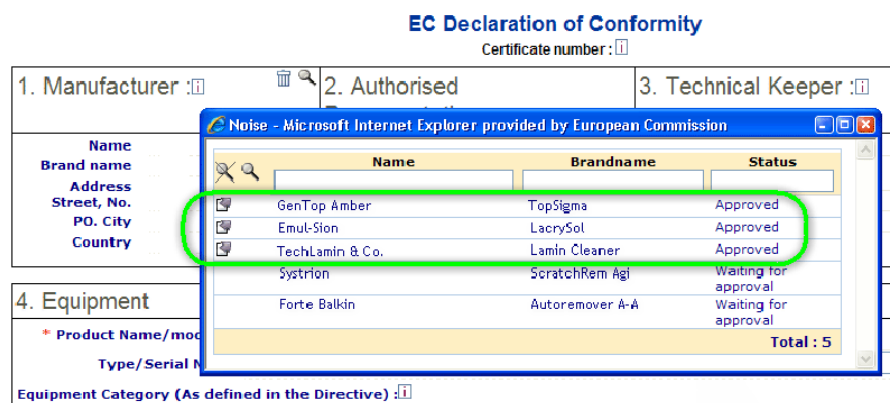 EC Declaration of Conformity
Certificate number :
1. Manufacturer :
2. Authorised
3. Technical Keeper :
Noise - Microsoft Internet Explorer provided by European Commission
Name
Brand name
Address
Street, No.
PO. City
Country
Name Brandname Status
GenTop Amber TopSigma Approved
Emul-Sion LacrySol Approved
TechLamin & Co. Lamin Cleaner Approved
Systrion ScratchRem Agi Waiting for
approval
Forte Balkin Autoremover A-A Waiting for
approval
Total : 5
4. Equipment
* Product Name/mod
Type/Serial N
Equipment Category (As defined in the Directive) :